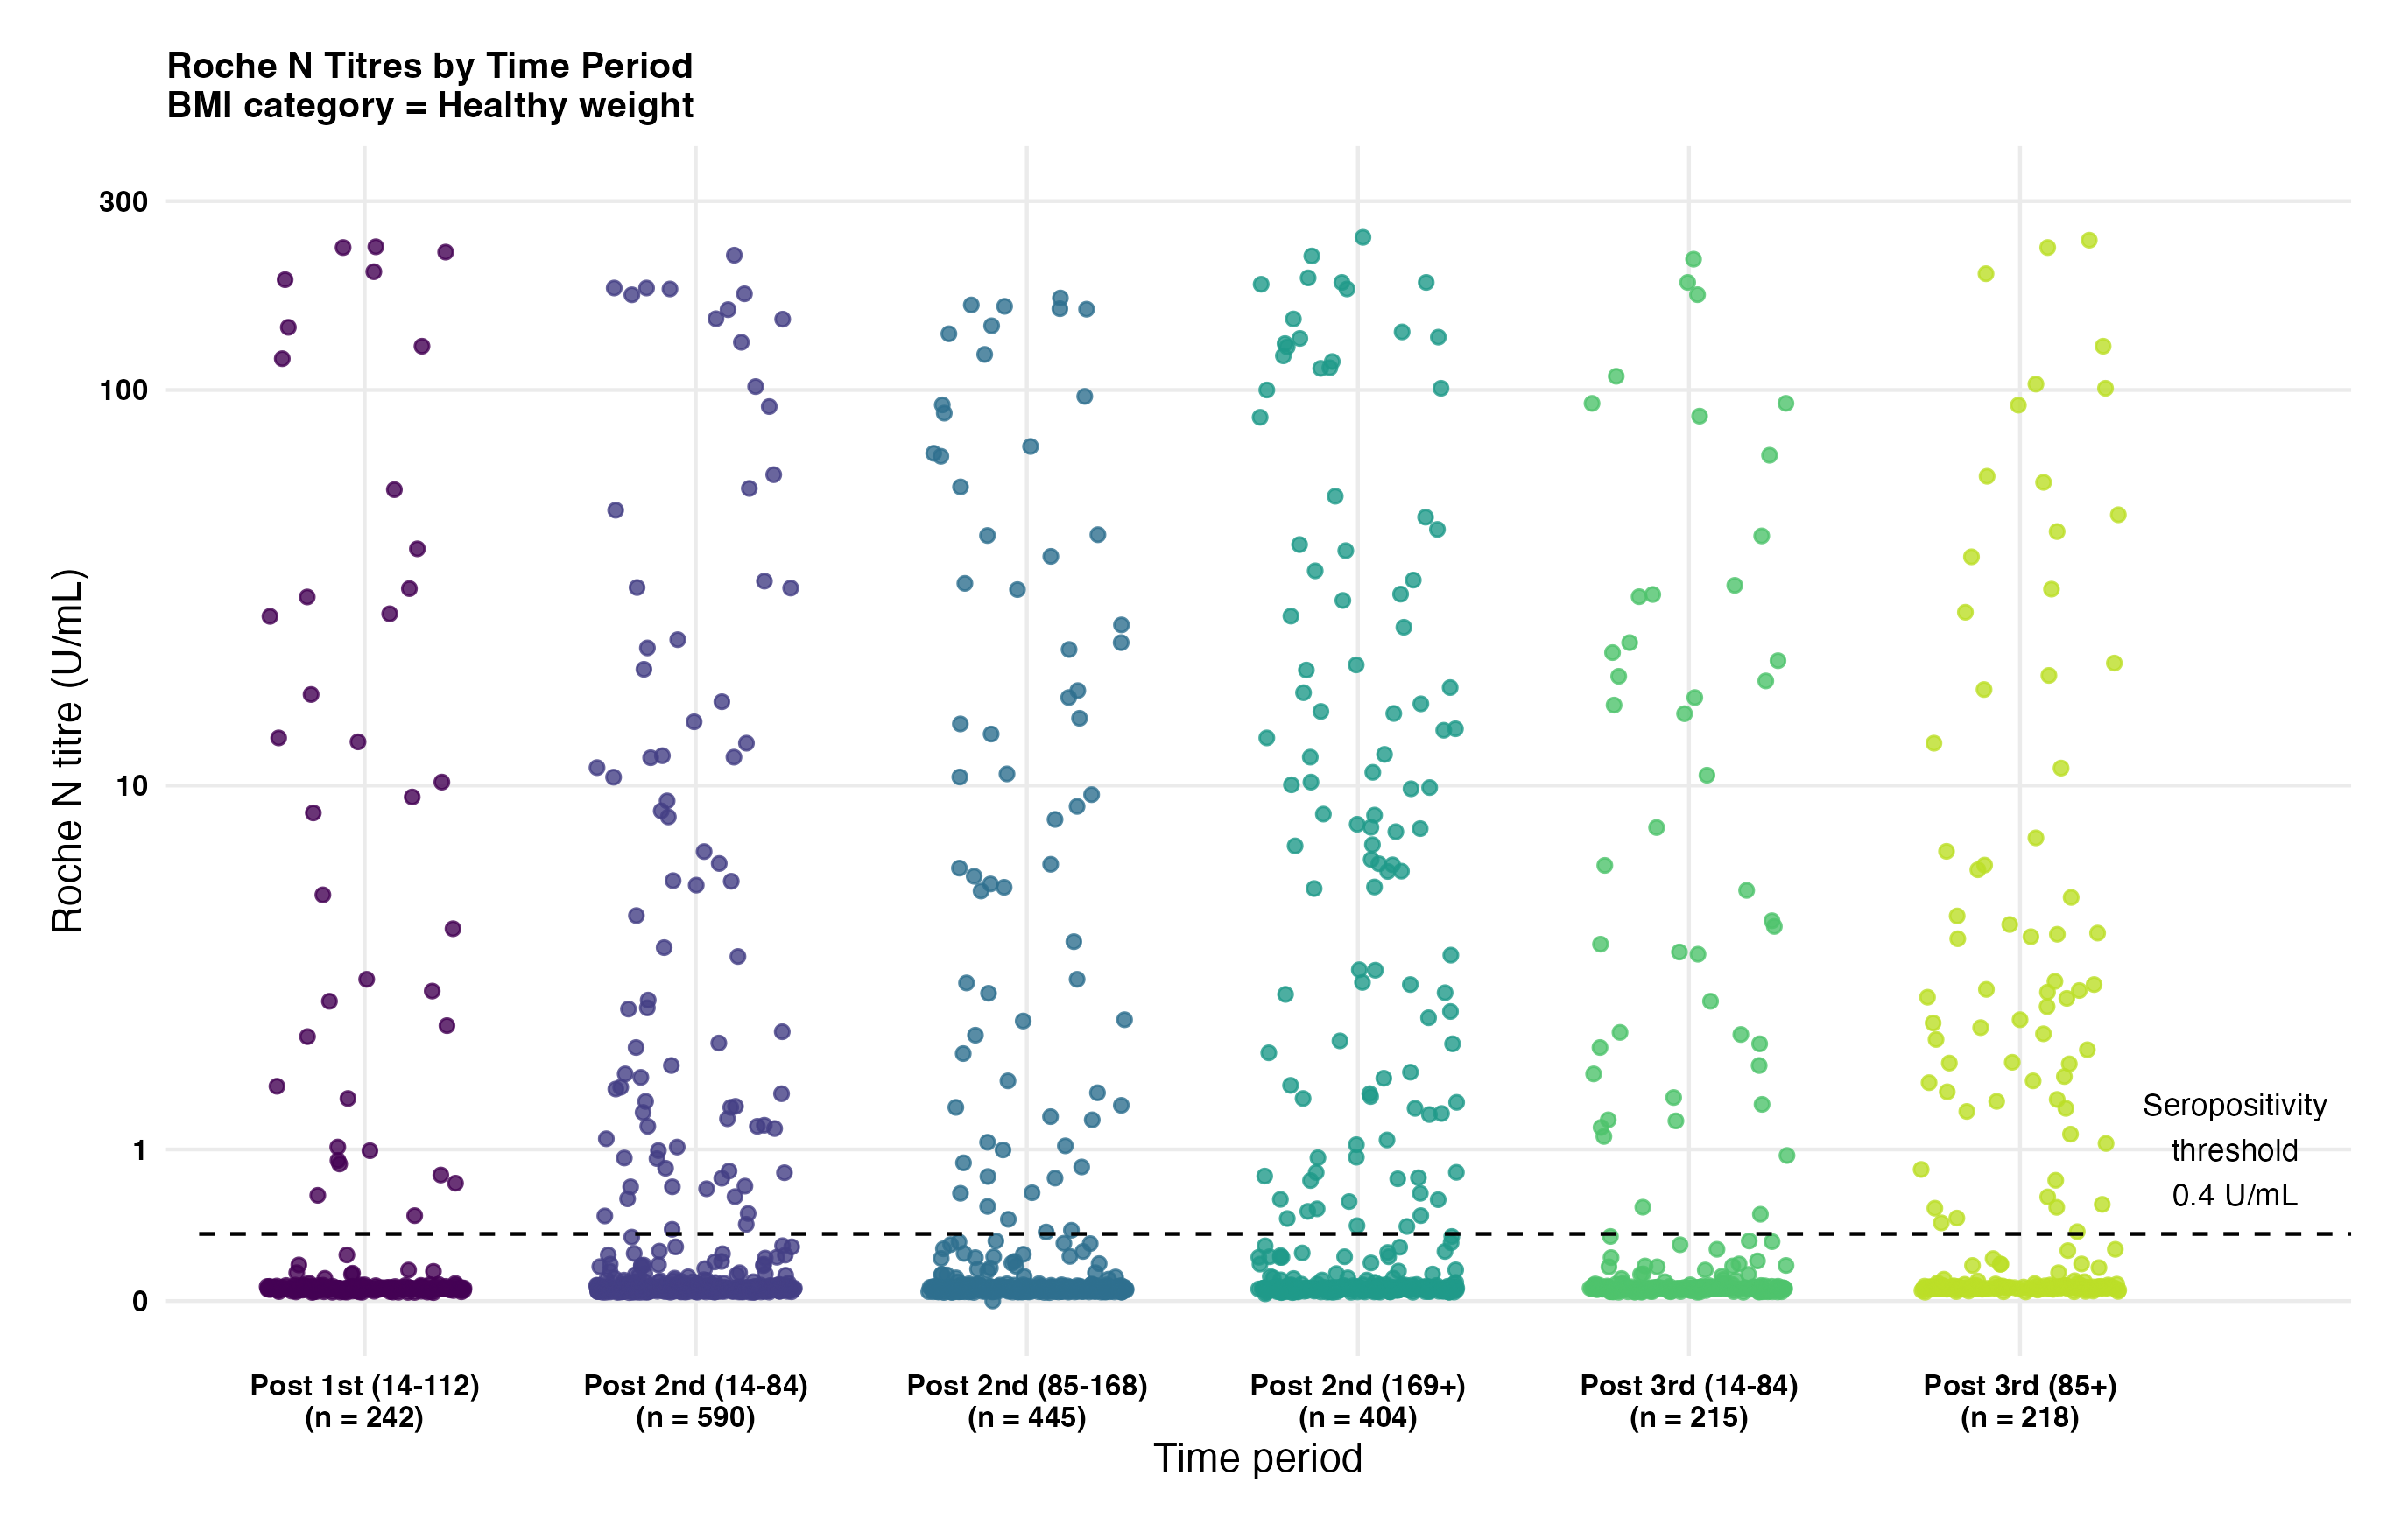 Roche N Titres by Time Period
BMI category = Healthy weight
300
100
10
1
0
Roche N titre (U/mL)
Seropositivity
threshold
0.4 U/mL
Post 1st (14-112)
(n = 242)
Post 2nd (14-84)
(n = 590)
Post 2nd (85-168)
(n = 445)
Post 2nd (169+)
(n = 404)
Post 3rd (14-84)
(n = 215)
Post 3rd (85+)
(n = 218)
Time period